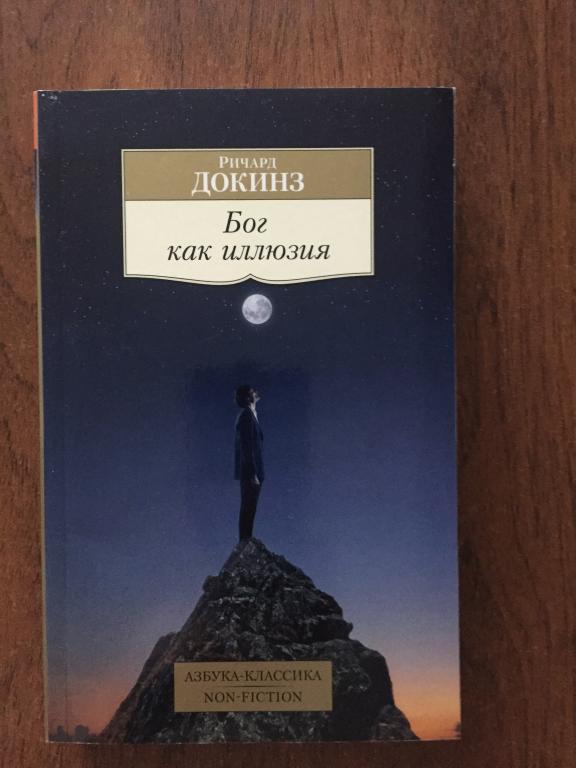 Ричард
ДОКИНЗ
Бог
как иллюзия
АЗБУКА-КЛАССИКА
NON-FICTION